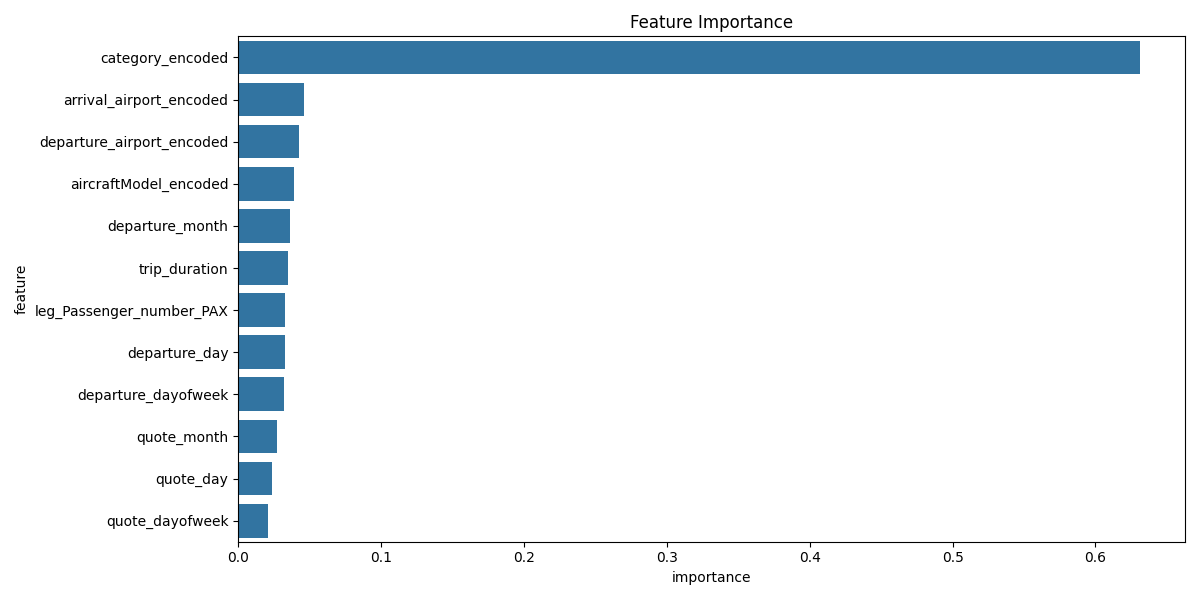 Feature Importance
category_encoded
arrival_airport_encoded
departure_airport_encoded
aircraftModel_encoded
departure_month
trip_duration
leg_Passenger_number_PAX
departure_day
departure_dayofweek
quote_month
quote_day
quote_dayofweek
feature
0.0 0.1 0.2 0.3 0.4 0.5 0.6
importance